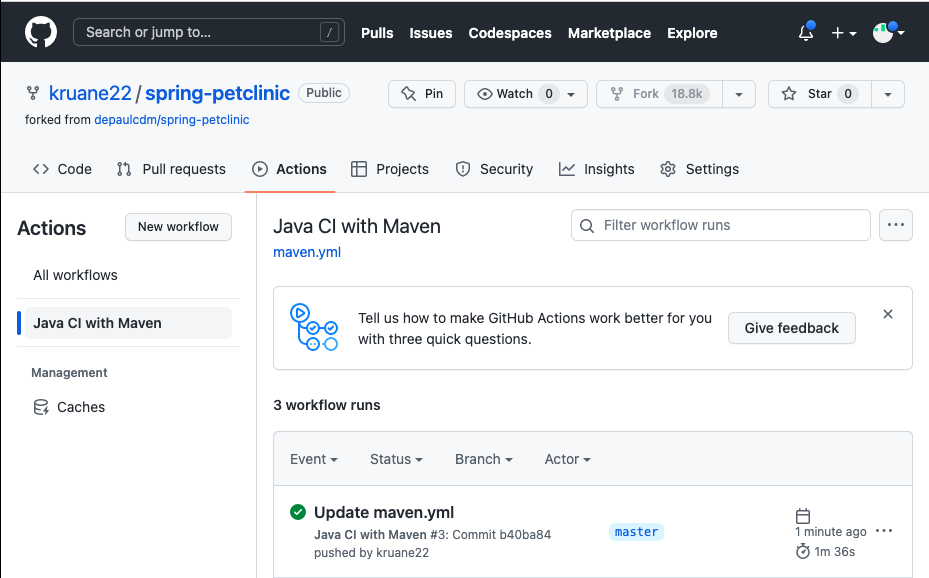 Search or jump to... / Pulls Issues Codespaces Marketplace Explore
kruane22 / spring-petclinic Public Pin Watch 0 Fork 18.8k Star 0
forked from depaulcdm/spring-petclinic
Code Pull requests Actions Projects Security Insights Settings
Actions New workflow
All workflows
Java CI with Maven
Management
Caches
Java CI with Maven
maven.yml
Filter workflow runs
Tell us how to make GitHub Actions work better for you
with three quick questions.
Give feedback
3 workflow runs
Event Status Branch Actor
Update maven.yml
Java CI with Maven #3: Commit b40ba84
pushed by kruane22
master
1 minute ago
1m 36s